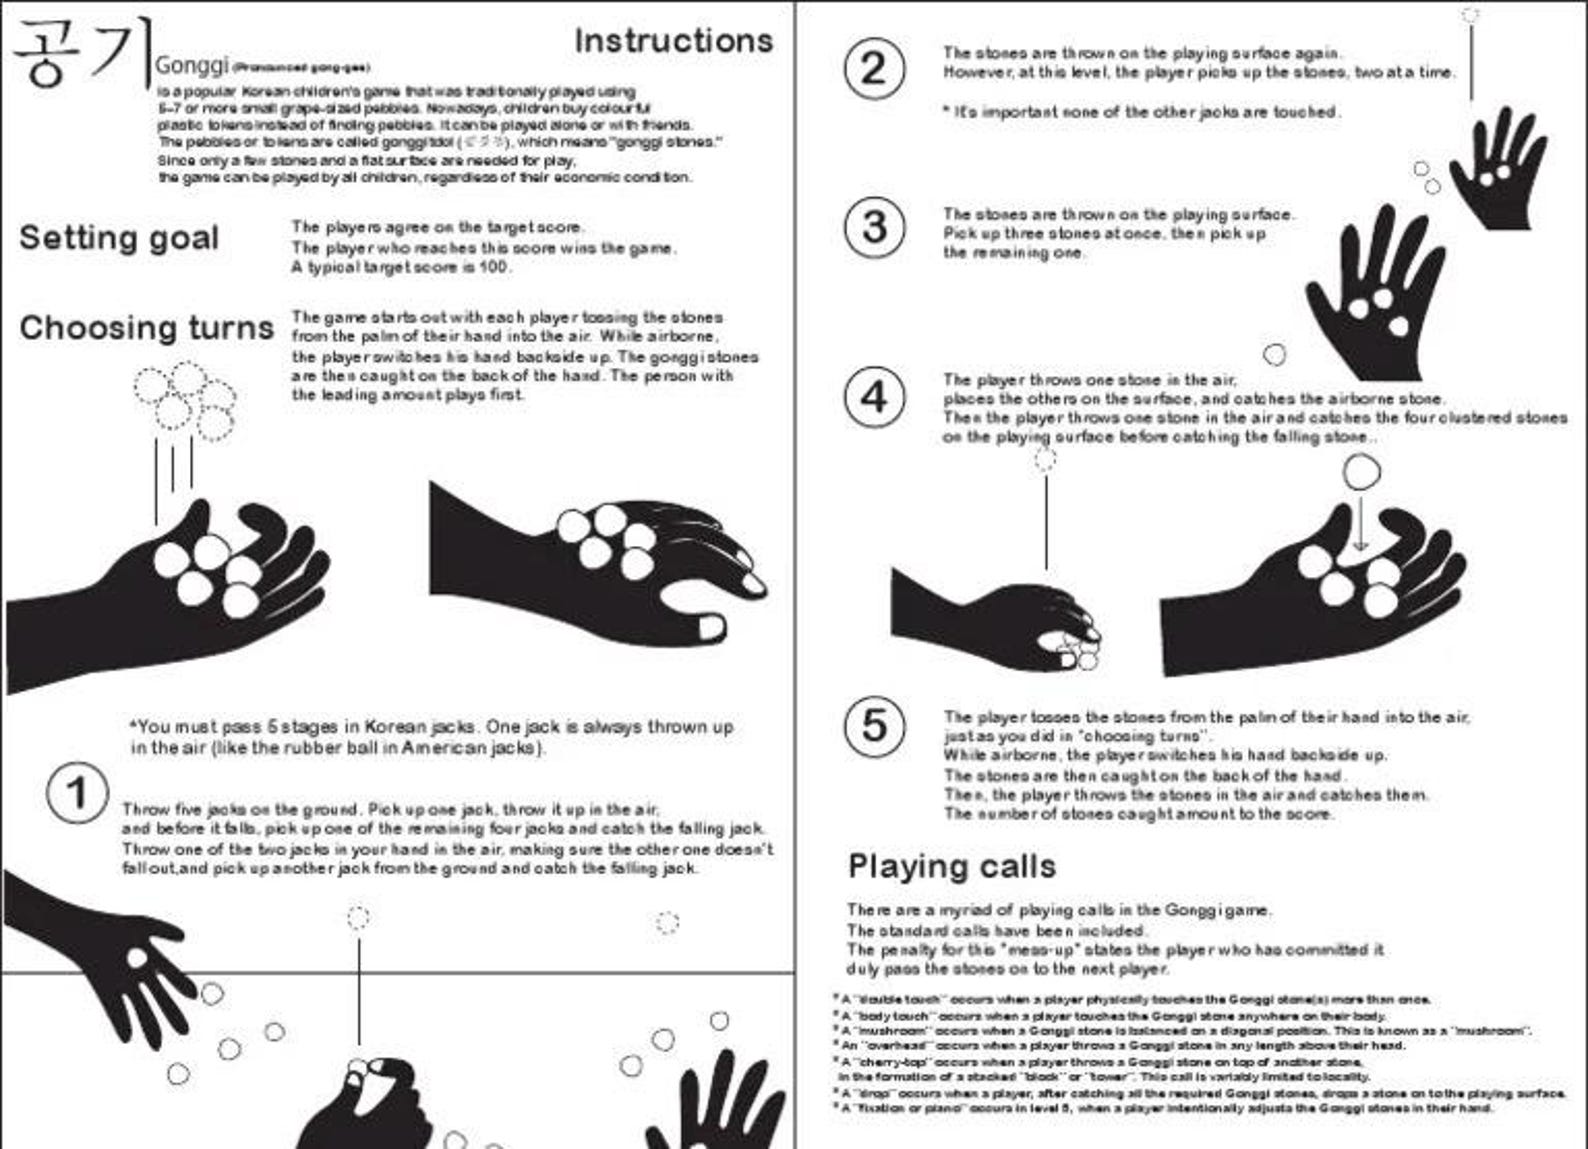 공기
Instructions
Gonggi (Pronounced gong-gee)
is a popular Korean children's game that was traditionally played using
5-7 or more small grape-sized pebbles. Nowadays, children buy colourful
plastic tokens instead of finding pebbles. It can be played alone or with friends.
The pebbles or tokens are called gonggitdol ( ), which means "gonggi stones."
Since only a few stones and a flat surface are needed for play,
the game can be played by all children, regardless of their economic condition.
Setting goal
The players agree on the target score.
The player who reaches this score wins the game.
A typical target score is 100.
Choosing turns
The game starts out with each player tossing the stones
from the palm of their hand into the air. While airborne,
the player switches his hand backside up. The gonggi stones
are then caught on the back of the hand. The person with
the leading amount plays first.
*You must pass 5 stages in Korean jacks. One jack is always thrown up
in the air (like the rubber ball in American jacks).
1
Throw five jacks on the ground. Pick up one jack, throw it up in the air,
and before it falls, pick up one of the remaining four jacks and catch the falling jack.
Throw one of the two jacks in your hand in the air, making sure the other one doesn't
fall out,and pick up another jack from the ground and catch the falling jack.
2
The stones are thrown on the playing surface again.
However, at this level, the player picks up the stones, two at a time.
* It's important none of the other jacks are touched.
3
The stones are thrown on the playing surface.
Pick up three stones at once, then pick up
the remaining one.
4
The player throws one stone in the air,
places the others on the surface, and catches the airborne stone.
Then the player throws one stone in the air and catches the four clustered stones
on the playing surface before catching the falling stone..
5
The player tosses the stones from the palm of their hand into the air,
just as you did in "choosing turns".
While airborne, the player switches his hand backside up.
The stones are then caught on the back of the hand.
Then, the player throws the stones in the air and catches them.
The number of stones caught amount to the score.
Playing calls
There are a myriad of playing calls in the Gonggi game.
The standard calls have been included.
The penalty for this "mess-up" states the player who has committed it
duly pass the stones on to the next player.
* A "double touch" occurs when a player physically touches the Gonggi stone(s) more than once.
* A "body touch" occurs when a player touches the Gonggi stone anywhere on their body.
* A "mushroom" occurs when a Gonggi stone is balanced on a diagonal position. This is known as a "mushroom".
* An "overhead" occurs when a player throws a Gonggi stone in any length above their head.
* A "cherry-top" occurs when a player throws a Gonggi stone on top of another stone,
in the formation of a stacked "block" or "tower". This call is variably limited to locality.
* A "drop" occurs when a player, after catching all the required Gonggi stones, drops a stone on to the playing surface.
* A "fixation or piano" occurs in level 5, when a player intentionally adjusts the Gonggi stones in their hand.